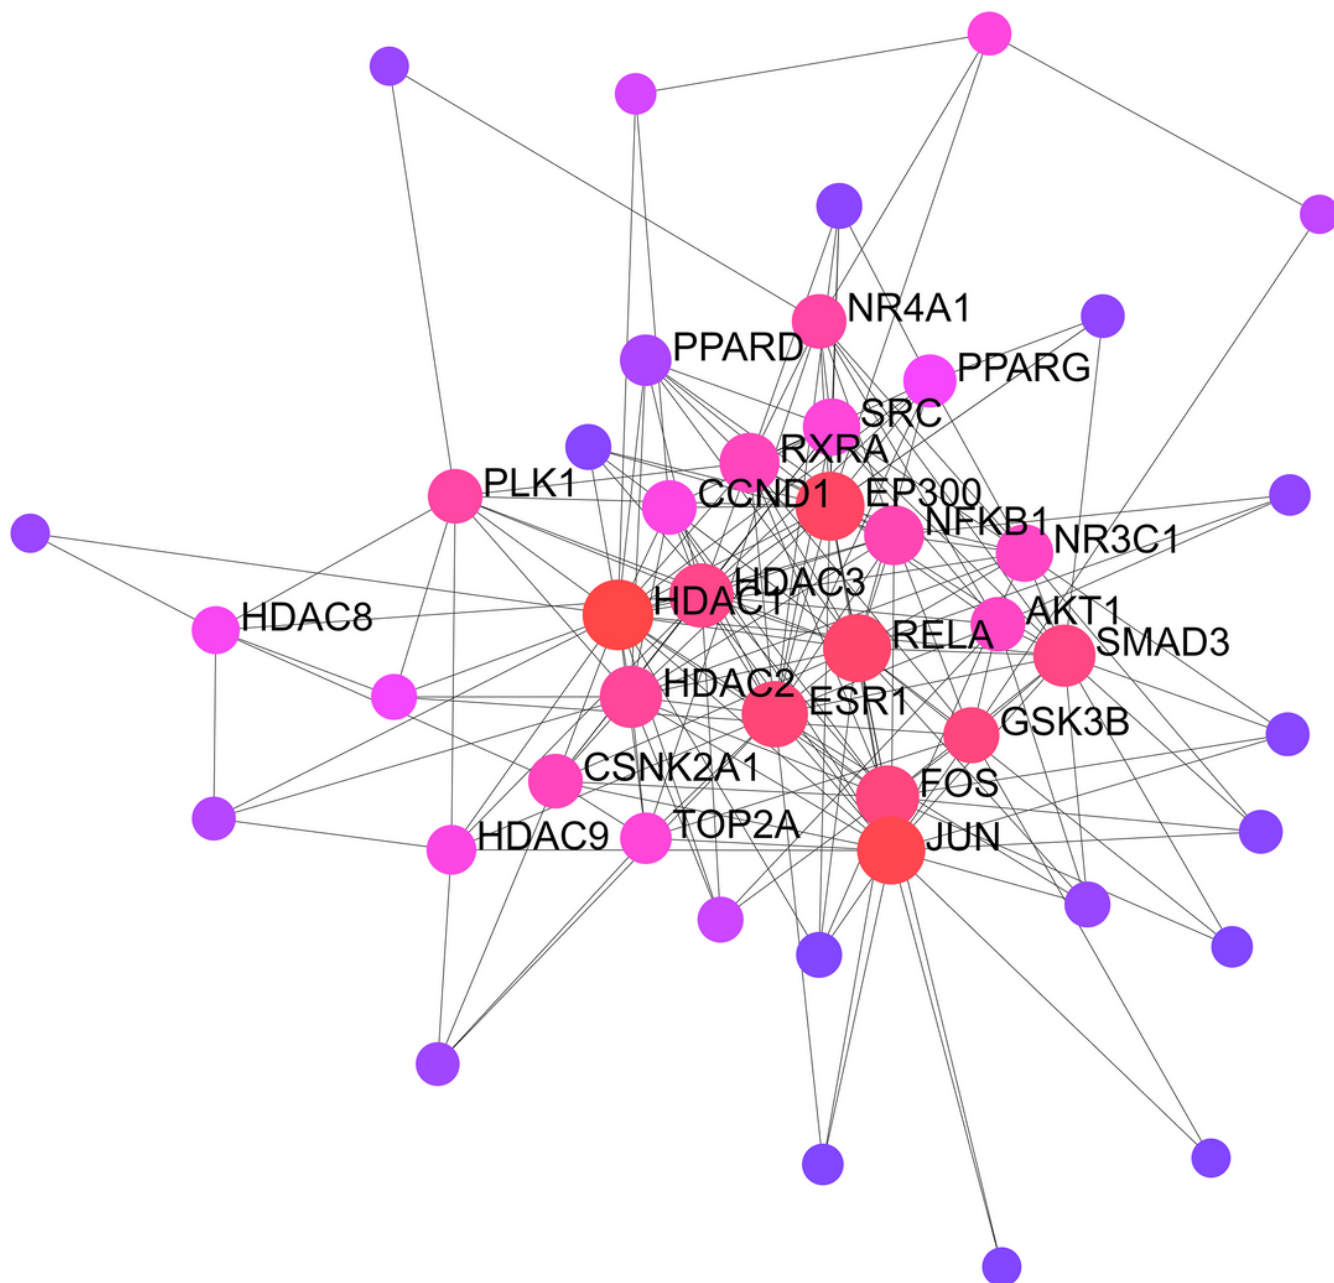 NR4A1
PPARD
PPARG
SRC
RXRA
PLK1
CCND1
EP300
NFKB1
NR3C1
HDAC3
HDAC1
HDAC8
AKT1
RELA
SMAD3
HDAC2
ESR1
GSK3B
CSNK2A1
FOS
TOP2A
HDAC9
JUN